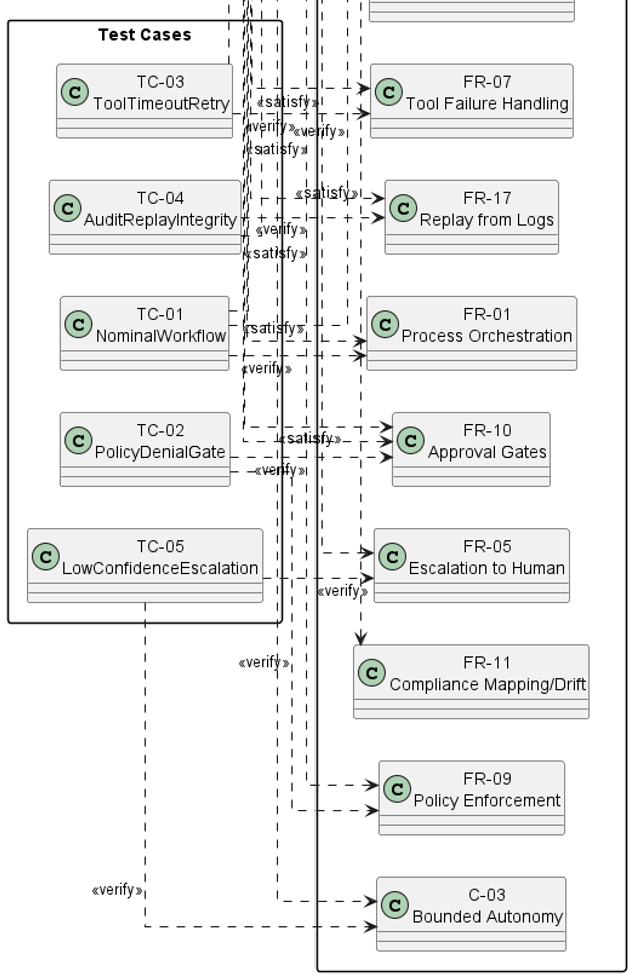 Test Cases
C
TC-03
ToolTimeoutRetry
C
FR-07
Tool Failure Handling
«satisfy»
«verify»
«verify»
«satisfy»
C
TC-04
AuditReplayIntegrity
«satisfy»
C
FR-17
Replay from Logs
«verify»
«satisfy»
C
TC-01
NominalWorkflow
«satisfy»
C
FR-01
Process Orchestration
«verify»
C
TC-02
PolicyDenialGate
«satisfy»
C
FR-10
Approval Gates
«verify»
C
TC-05
LowConfidenceEscalation
C
FR-05
Escalation to Human
«verify»
«verify»
C
FR-11
Compliance Mapping/Drift
C
FR-09
Policy Enforcement
«verify»
C
C-03
Bounded Autonomy